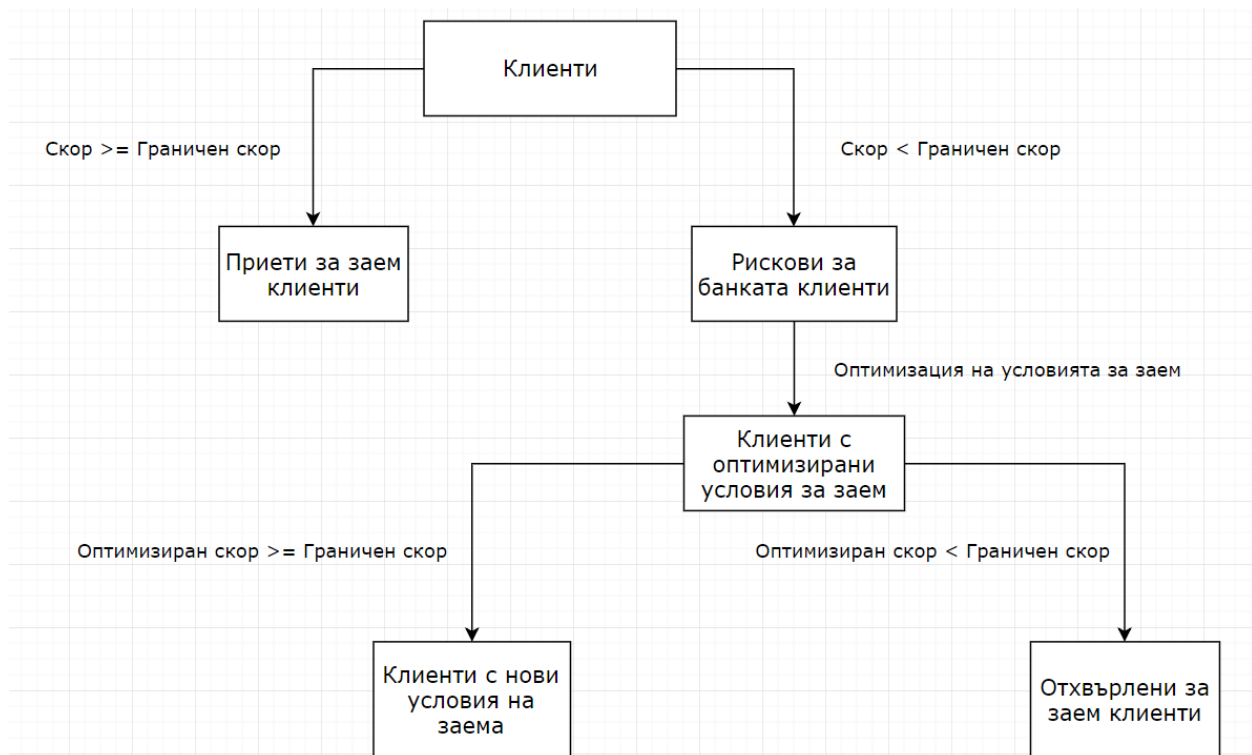 Клиенти
Скор >= Граничен скор
Скор < Граничен скор
Приети за заем
клиенти
Рискови за
банката клиенти
Оптимизация на условията за заем
Клиенти с
оптимизирани
условия за заем
Оптимизиран скор >= Граничен скор
Оптимизиран скор < Граничен скор
Клиенти с нови
условия на
заема
Отхвърлени за
заем клиенти